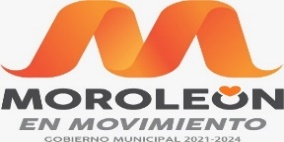 MOROLEÓN
EN MOVIMIENTO
GOBIERNO MUNICIPAL 2021-2024